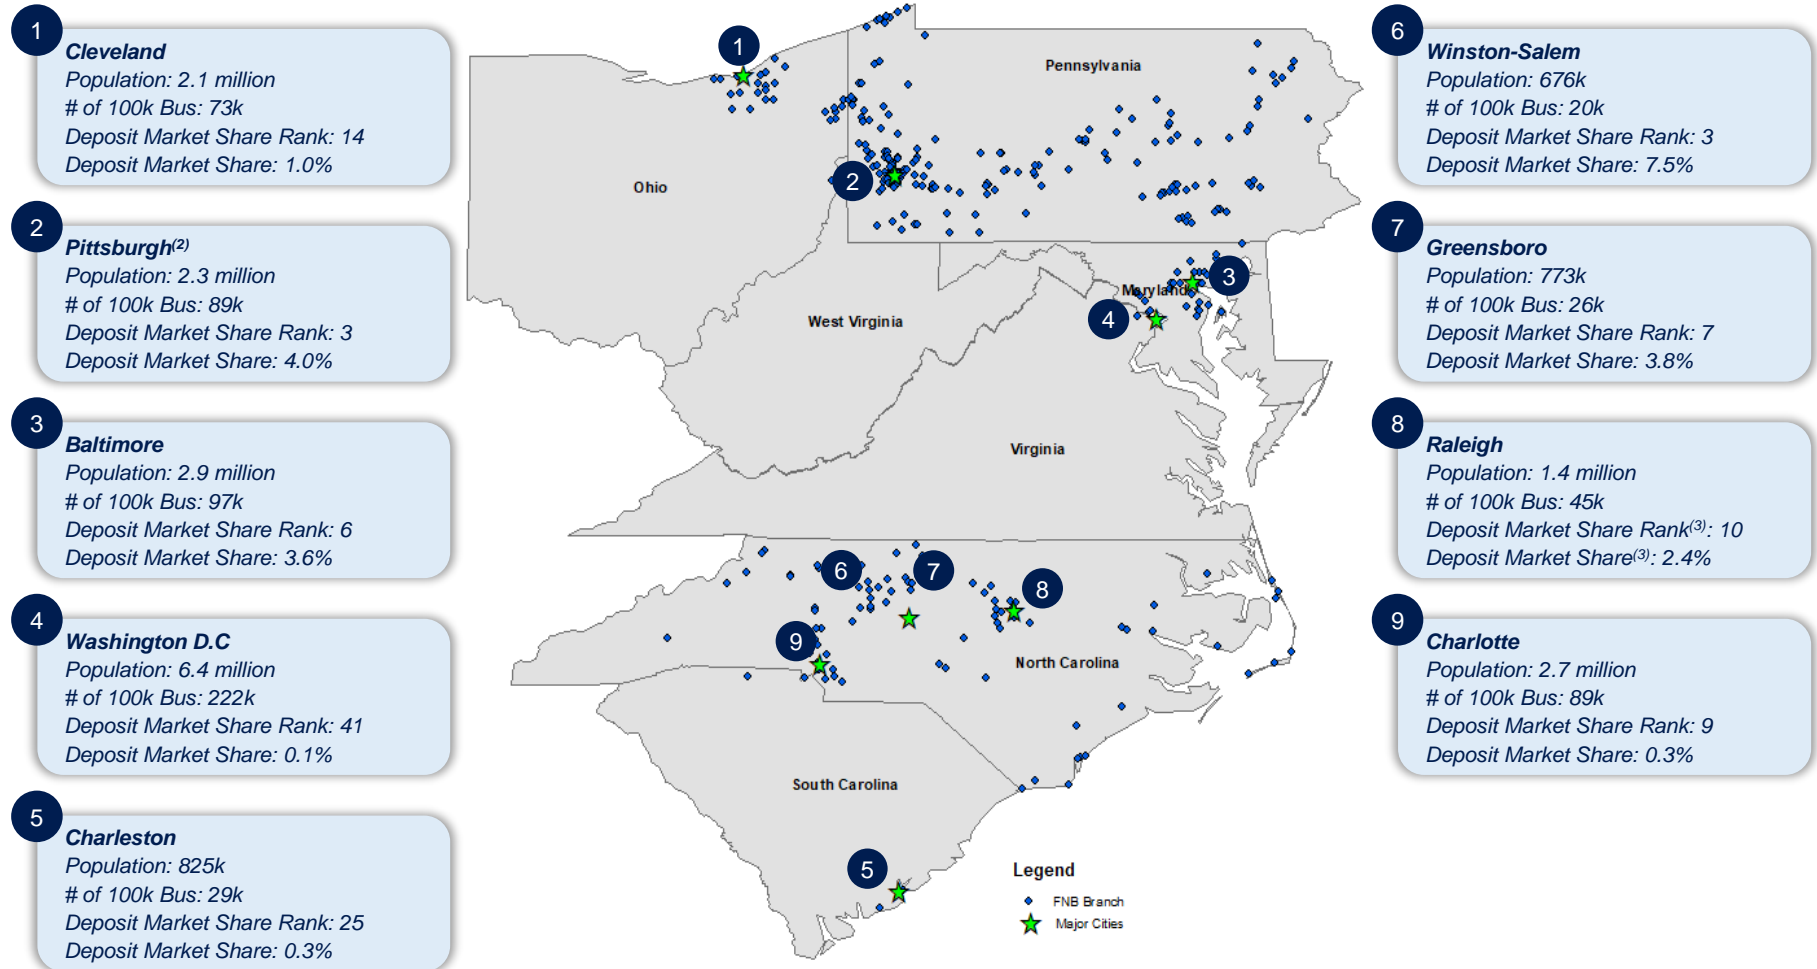 1
Cleveland
Population: 2.1 million
# of 100k Bus: 73k
Deposit Market Share Rank: 14
Deposit Market Share: 1.0%
2
Pittsburgh(2)
Population: 2.3 million
# of 100k Bus: 89k
Deposit Market Share Rank: 3
Deposit Market Share: 4.0%
3
Baltimore
Population: 2.9 million
# of 100k Bus: 97k
Deposit Market Share Rank: 6
Deposit Market Share: 3.6%
4
Washington D.C
Population: 6.4 million
# of 100k Bus: 222k
Deposit Market Share Rank: 41
Deposit Market Share: 0.1%
5
Charleston
Population: 825k
# of 100k Bus: 29k
Deposit Market Share Rank: 25
Deposit Market Share: 0.3%
1
Pennsylvania
Ohio
2
3
Maryland
4
West Virginia
Virginia
6
7
8
9
North Carolina
South Carolina
5
Legend
FNB Branch
Major Cities
6
Winston-Salem
Population: 676k
# of 100k Bus: 20k
Deposit Market Share Rank: 3
Deposit Market Share: 7.5%
7
Greensboro
Population: 773k
# of 100k Bus: 26k
Deposit Market Share Rank: 7
Deposit Market Share: 3.8%
8
Raleigh
Population: 1.4 million
# of 100k Bus: 45k
Deposit Market Share Rank(3): 10
Deposit Market Share(3): 2.4%
9
Charlotte
Population: 2.7 million
# of 100k Bus: 89k
Deposit Market Share Rank: 9
Deposit Market Share: 0.3%